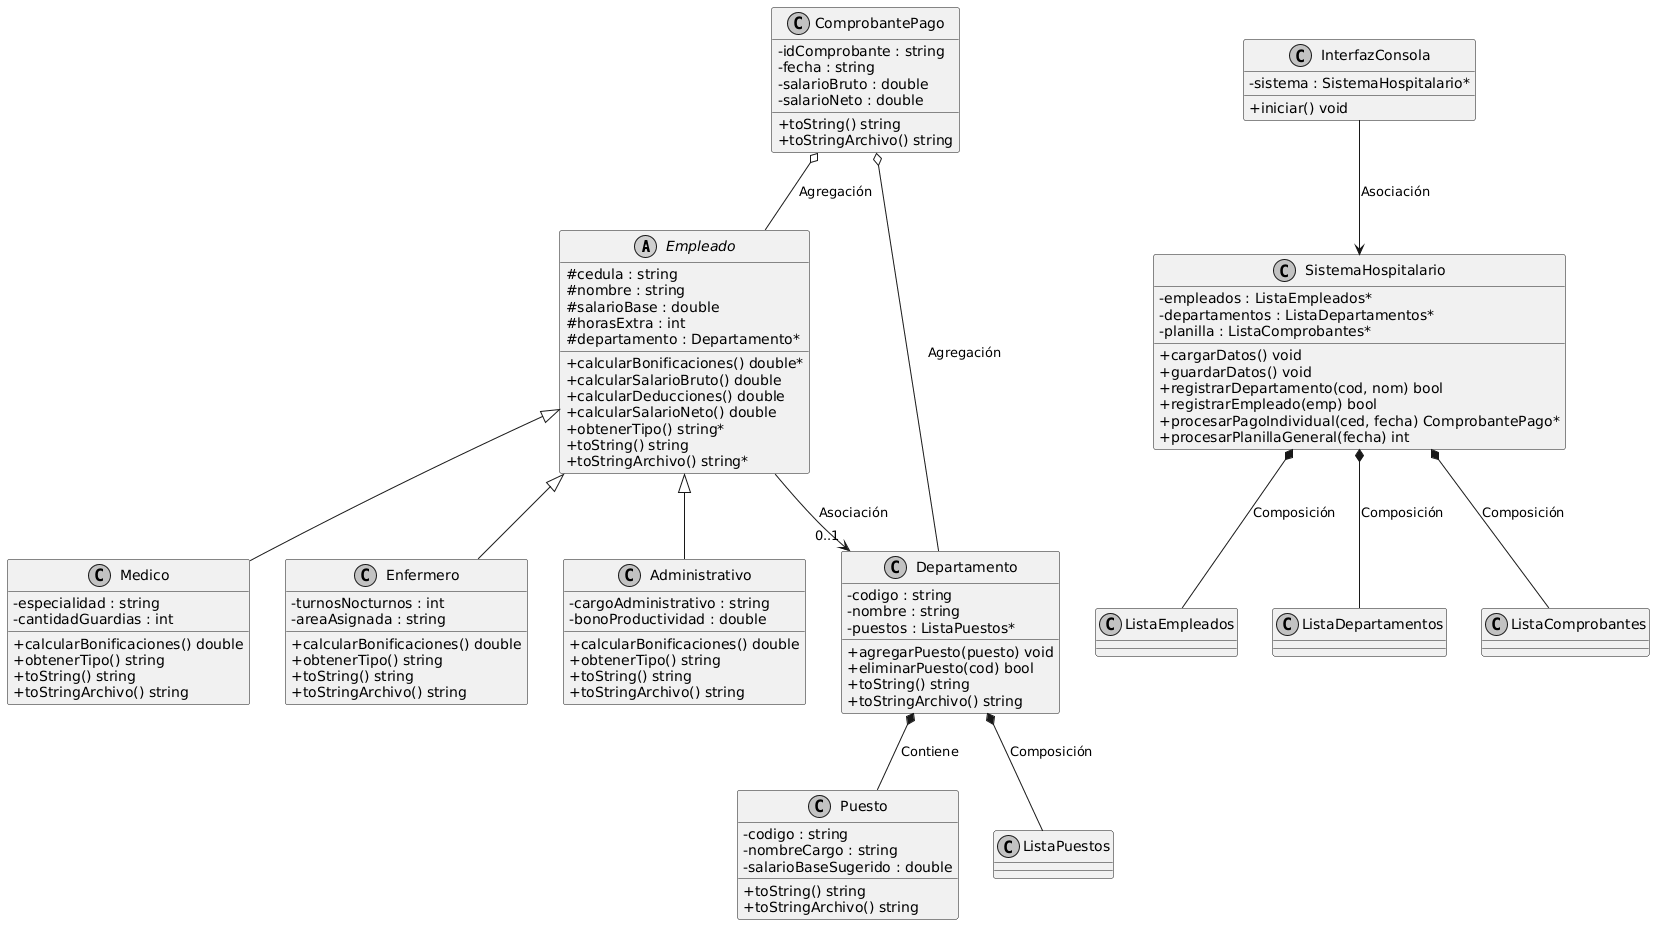 C ComprobantePago
-idComprobante : string
-fecha : string
-salarioBruto : double
-salarioNeto : double
+toString() string
+toStringArchivo() string
C InterfazConsola
-sistema : SistemaHospitalario*
+iniciar() void
Agregación
Asociación
A Empleado
#cedula : string
#nombre : string
#salarioBase : double
#horasExtra : int
#departamento : Departamento*
+calcularBonificaciones() double*
+calcularSalarioBruto() double
+calcularDeducciones() double
+calcularSalarioNeto() double
+obtenerTipo() string*
+toString() string
+toStringArchivo() string*
Agregación
C SistemaHospitalario
-empleados : ListaEmpleados*
-departamentos : ListaDepartamentos*
-planilla : ListaComprobantes*
+cargarDatos() void
+guardarDatos() void
+registrarDepartamento(cod, nom) bool
+registrarEmpleado(emp) bool
+procesarPagoIndividual(ced, fecha) ComprobantePago*
+procesarPlanillaGeneral(fecha) int
Asociación
0..1
Composición
Composición
Composición
C Medico
-especialidad : string
-cantidadGuardias : int
+calcularBonificaciones() double
+obtenerTipo() string
+toString() string
+toStringArchivo() string
C Enfermero
-turnosNocturnos : int
-areaAsignada : string
+calcularBonificaciones() double
+obtenerTipo() string
+toString() string
+toStringArchivo() string
C Administrativo
-cargoAdministrativo : string
-bonoProductividad : double
+calcularBonificaciones() double
+obtenerTipo() string
+toString() string
+toStringArchivo() string
C Departamento
-codigo : string
-nombre : string
-puestos : ListaPuestos*
+agregarPuesto(puesto) void
+eliminarPuesto(cod) bool
+toString() string
+toStringArchivo() string
C ListaEmpleados
C ListaDepartamentos
C ListaComprobantes
Contiene
Composición
C Puesto
-codigo : string
-nombreCargo : string
-salarioBaseSugerido : double
+toString() string
+toStringArchivo() string
C ListaPuestos